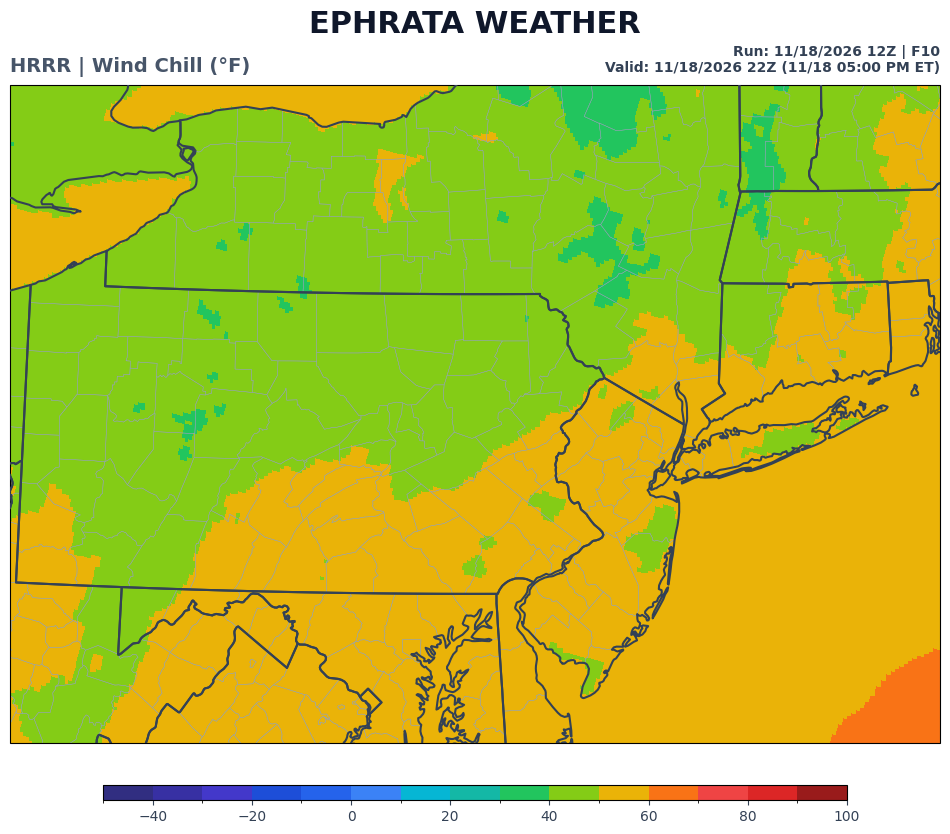 EPHRATA WEATHER
HRRR | Wind Chill (°F)
Run: 11/18/2026 12Z | F10
Valid: 11/18/2026 22Z (11/18 05:00 PM ET)
−40 −20 0 20 40 60 80 100